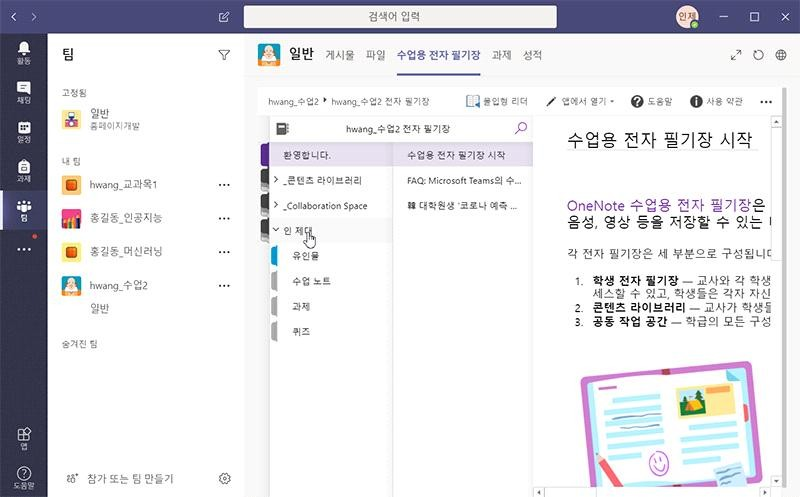 검색어 입력
인제
활동
채팅
일정
과제
팀
앱
도움말
팀
고정됨
일반
홈페이지개발
내 팀
hwang_교과목1
홍길동_인공지능
홍길동_머신러닝
hwang_수업2
일반
숨겨진 팀
참가 또는 팀 만들기
일반 게시물 파일 수업용 전자 필기장 과제 성적
hwang_수업2 hwang_수업2 전자 필기장 몰입형 리더 앱에서 열기 도움말 사용 약관
hwang_수업2 전자 필기장
환영합니다.
_콘텐츠 라이브러리
_Collaboration Space
인 제대
유인물
수업 노트
과제
퀴즈
수업용 전자 필기장 시작
FAQ: Microsoft Teams의 수...
韓 대학원생 '코로나 예측 ...
수업용 전자 필기장 시작
OneNote 수업용 전자 필기장은
음성, 영상 등을 저장할 수 있는
각 전자 필기장은 세 부분으로 구성됩니다
1. 학생 전자 필기장 — 교사와 각 학생
세스할 수 있고, 학생들은 각자 자신
2. 콘텐츠 라이브러리 — 교사가 학생들
3. 공동 작업 공간 — 학급의 모든 구성